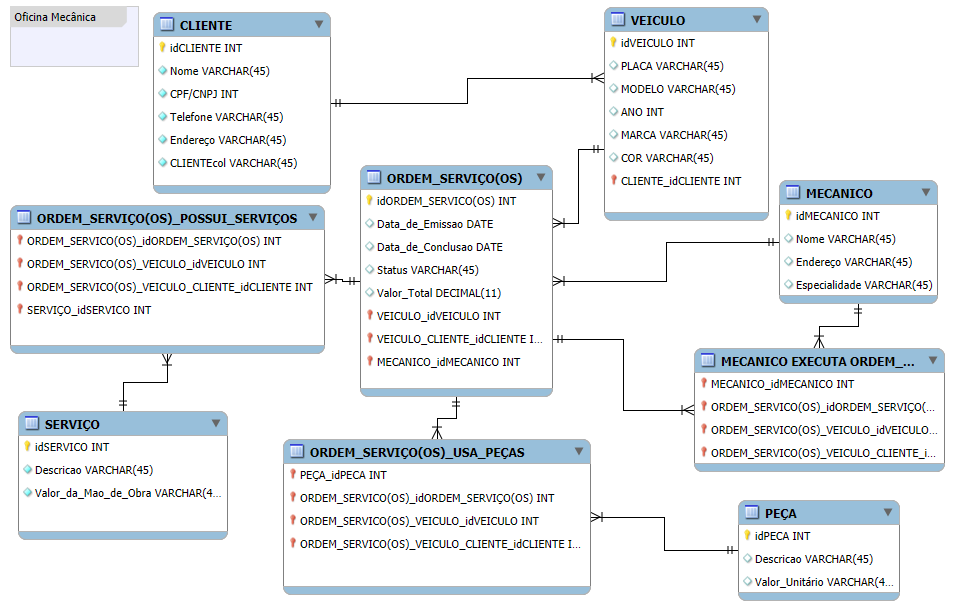 Oficina Mecânica
CLIENTE
idCLIENTE INT
Nome VARCHAR(45)
CPF/CNPJ INT
Telefone VARCHAR(45)
Endereço VARCHAR(45)
CLIENTEcol VARCHAR(45)
VEICULO
idVEICULO INT
PLACA VARCHAR(45)
MODELO VARCHAR(45)
ANO INT
MARCA VARCHAR(45)
COR VARCHAR(45)
CLIENTE_idCLIENTE INT
ORDEM_SERVIÇO(OS)
idORDEM_SERVICO(OS) INT
Data_de_Emissao DATE
Data_de_Conclusao DATE
Status VARCHAR(45)
Valor_Total DECIMAL(11)
VEICULO_idVEICULO INT
VEICULO_CLIENTE_idCLIENTE I...
MECANICO_idMECANICO INT
MECANICO
idMECANICO INT
Nome VARCHAR(45)
Endereço VARCHAR(45)
Especialidade VARCHAR(45)
ORDEM_SERVIÇO(OS)_POSSUI_SERVIÇOS
ORDEM_SERVICO(OS)_idORDEM_SERVIÇO(OS) INT
ORDEM_SERVICO(OS)_VEICULO_idVEICULO INT
ORDEM_SERVICO(OS)_VEICULO_CLIENTE_idCLIENTE INT
SERVIÇO_idSERVICO INT
MECANICO EXECUTA ORDEM_...
MECANICO_idMECANICO INT
ORDEM_SERVICO(OS)_idORDEM_SERVIÇO(...
ORDEM_SERVICO(OS)_VEICULO_idVEICULO...
ORDEM_SERVICO(OS)_VEICULO_CLIENTE_i...
SERVIÇO
idSERVICO INT
Descricao VARCHAR(45)
Valor_da_Mao_de_Obra VARCHAR(4...
ORDEM_SERVIÇO(OS)_USA_PEÇAS
PEÇA_idPECA INT
ORDEM_SERVICO(OS)_idORDEM_SERVIÇO(OS) INT
ORDEM_SERVICO(OS)_VEICULO_idVEICULO INT
ORDEM_SERVICO(OS)_VEICULO_CLIENTE_idCLIENTE I...
PEÇA
idPECA INT
Descricao VARCHAR(45)
Valor_Unitário VARCHAR(4...